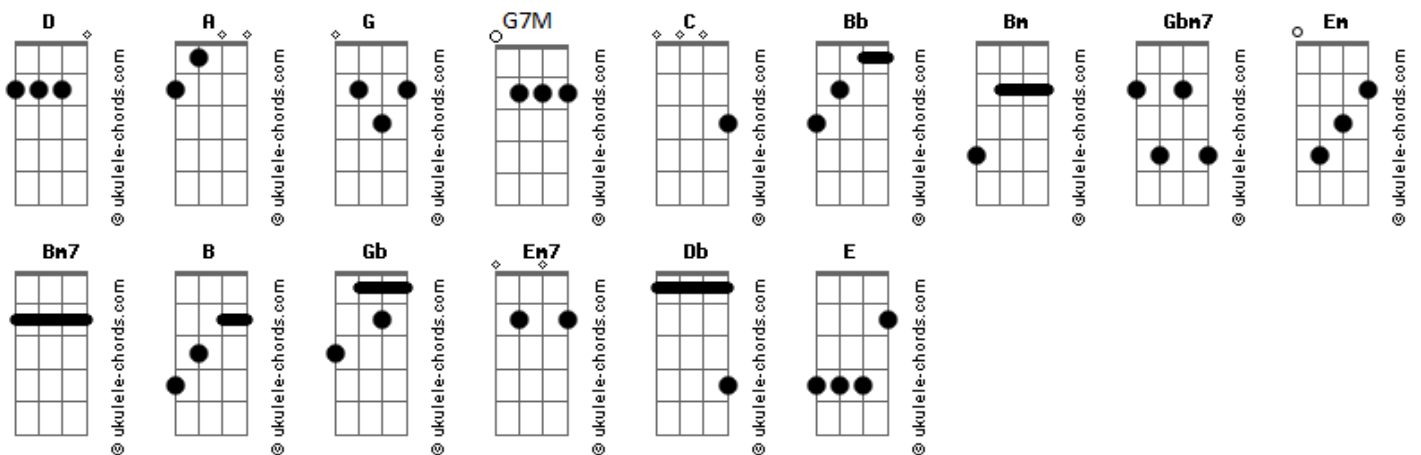 D A G G7M C Bb Bm Gbm7 Em
© ukulele-chords.com © ukulele-chords.com © ukulele-chords.com © ukulele-chords.com © ukulele-chords.com © ukulele-chords.com © ukulele-chords.com © ukulele-chords.com © ukulele-chords.com
Bm7 B Gb Em7 Db E
© ukulele-chords.com © ukulele-chords.com © ukulele-chords.com © ukulele-chords.com © ukulele-chords.com © ukulele-chords.com